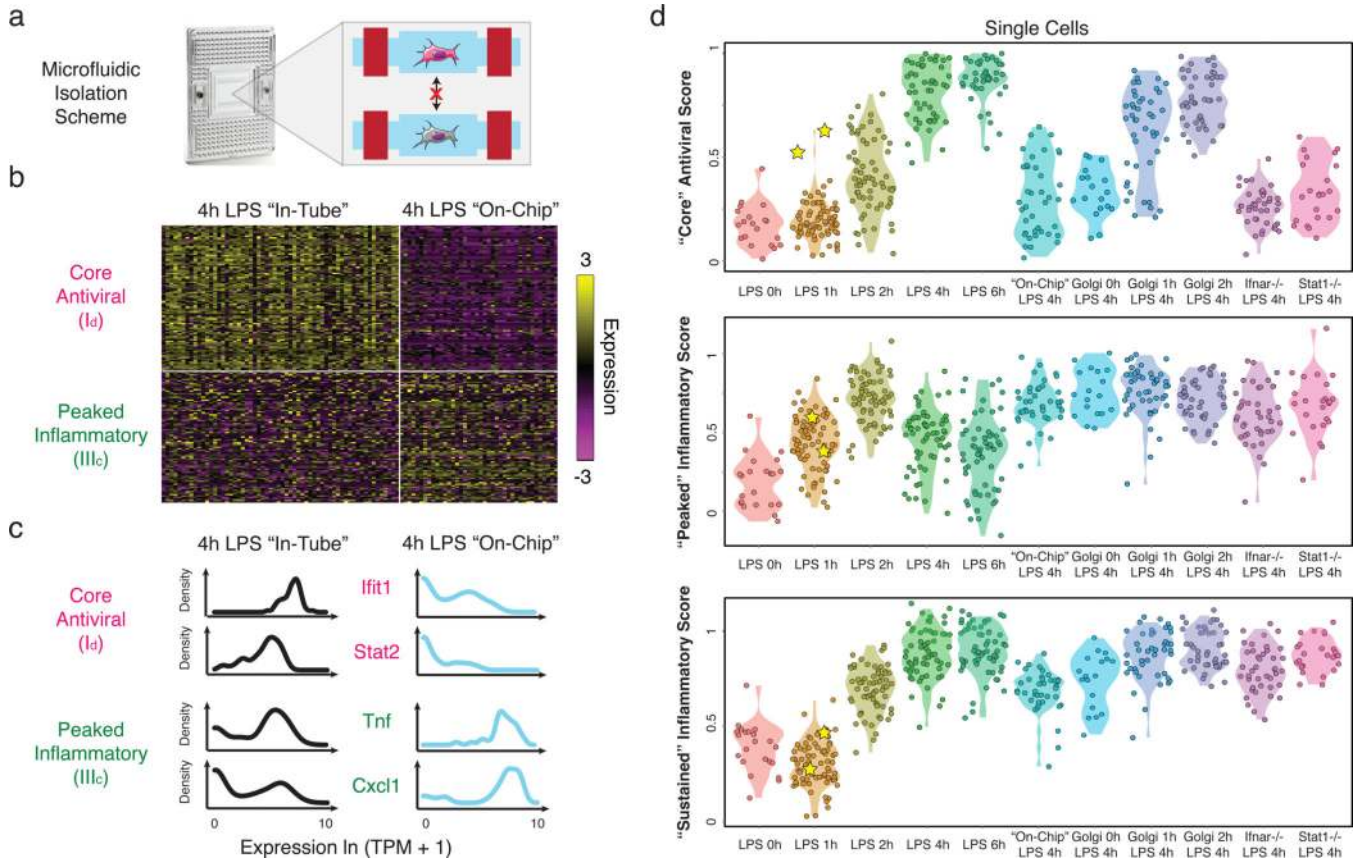 a
Microfluidic
Isolation
Scheme
b
4h LPS “In-Tube”
4h LPS “On-Chip”
Core
Antiviral
(Id)
Peaked
Inflammatory
(IIIc)
3
Expression
-3
c
4h LPS “In-Tube”
4h LPS “On-Chip”
Core
Antiviral
(Id)
Density
Ifit1
Density
Stat2
Peaked
Inflammatory
(IIIc)
Density
Tnf
Density
Cxcl1
0 10 0 10
Expression ln (TPM + 1)
d
Single Cells
“Core” Antiviral Score
1
0.5
0
LPS 0h LPS 1h LPS 2h LPS 4h LPS 6h “On-Chip” LPS 4h Golgi 0h LPS 4h Golgi 1h LPS 4h Golgi 2h LPS 4h Ifnar-/- LPS 4h Stat1-/- LPS 4h
“Peaked” Inflammatory Score
1
0.5
0
LPS 0h LPS 1h LPS 2h LPS 4h LPS 6h “On-Chip” LPS 4h Golgi 0h LPS 4h Golgi 1h LPS 4h Golgi 2h LPS 4h Ifnar-/- LPS 4h Stat1-/- LPS 4h
“Sustained” Inflammatory Score
1
0.5
0
LPS 0h LPS 1h LPS 2h LPS 4h LPS 6h “On-Chip” LPS 4h Golgi 0h LPS 4h Golgi 1h LPS 4h Golgi 2h LPS 4h Ifnar-/- LPS 4h Stat1-/- LPS 4h